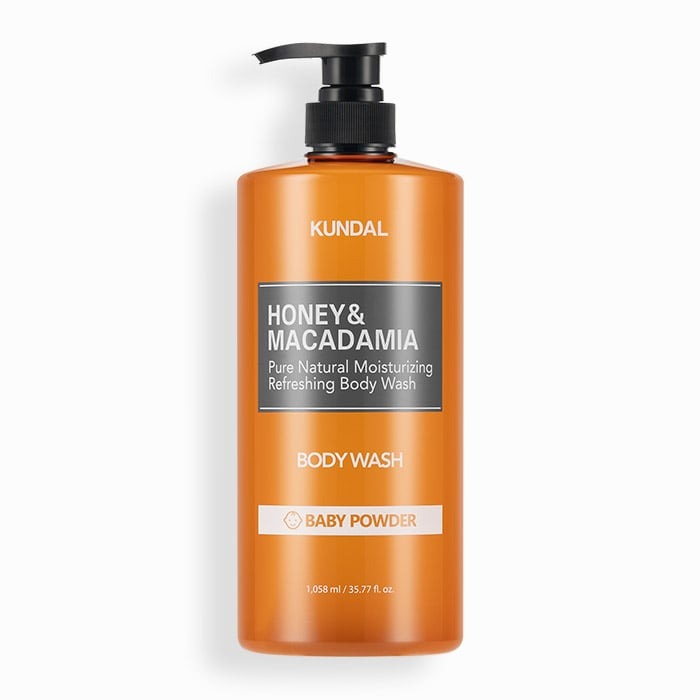 KUNDAL
HONEY&
MACADAMIA
Pure Natural Moisturizing
Refreshing Body Wash
BODY WASH
BABY POWDER
1,058 ml / 35.77 fl. oz.